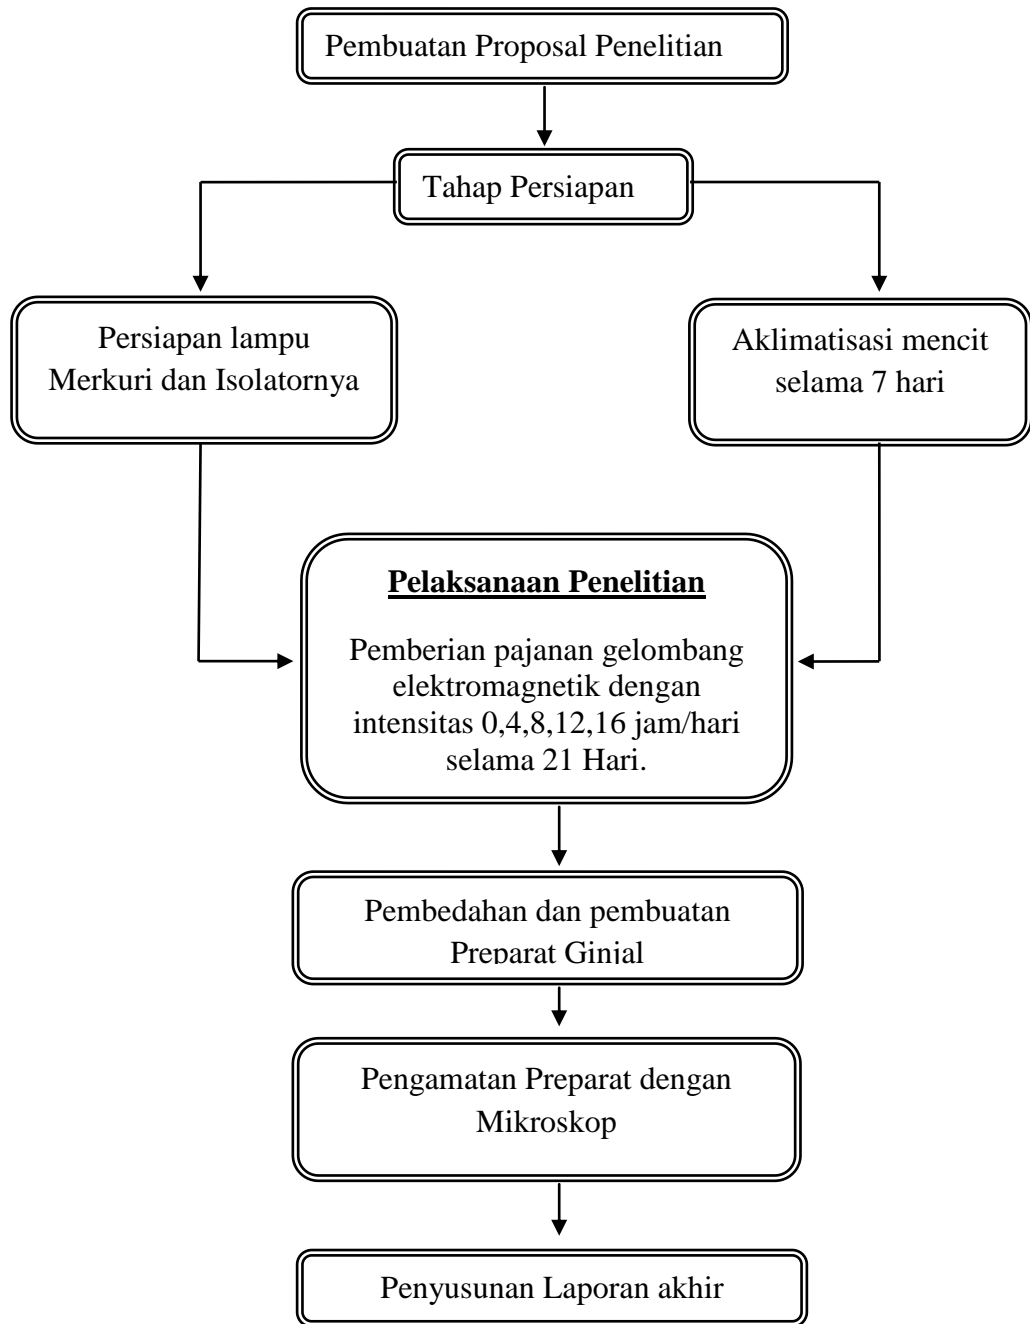 Pembuatan Proposal Penelitian
Tahap Persiapan
Persiapan lampu
Merkuri dan Isolatornya
Aklimatisasi mencit
selama 7 hari
Pelaksanaan Penelitian
Pemberian pajanan gelombang
elektromagnetik dengan
intensitas 0,4,8,12,16 jam/hari
selama 21 Hari.
Pembedahan dan pembuatan
Preparat Ginjal
Pengamatan Preparat dengan
Mikroskop
Penyusunan Laporan akhir